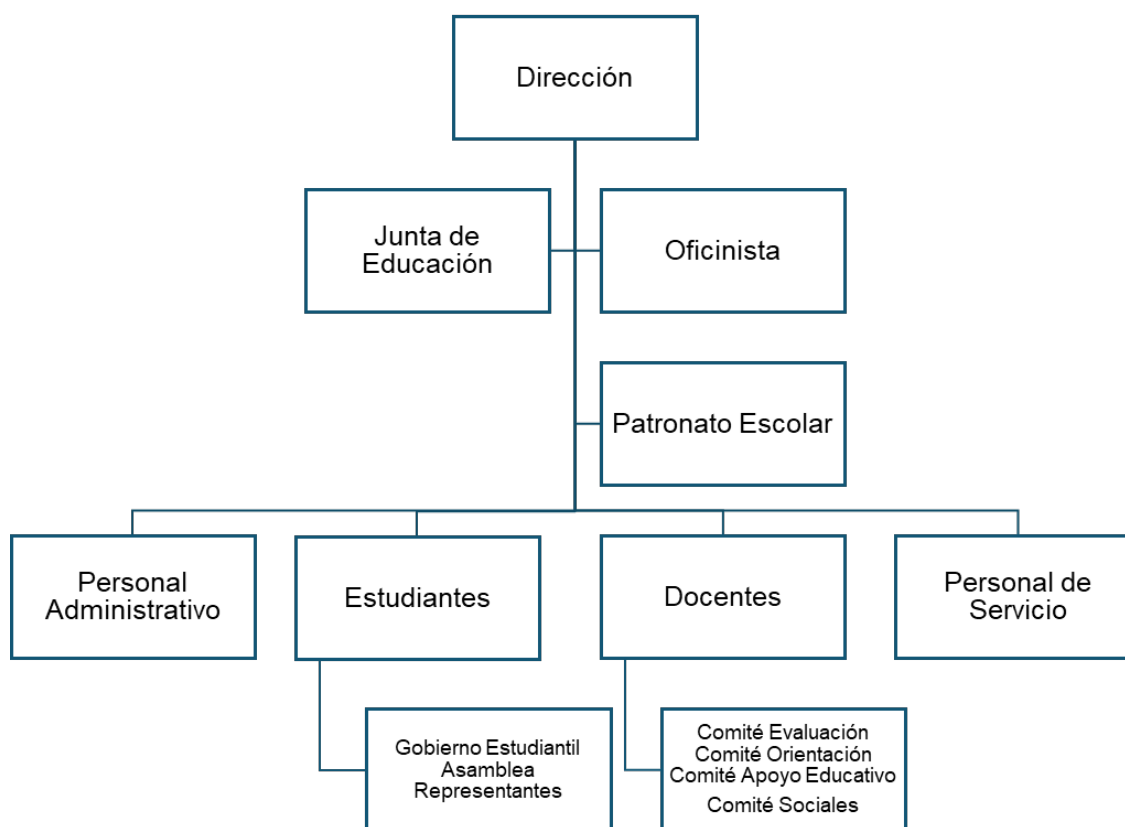 Dirección
Junta de
Educación
Oficinista
Patronato Escolar
Personal
Administrativo
Estudiantes
Docentes
Personal de
Servicio
Gobierno Estudiantil
Asamblea
Representantes
Comité Evaluación
Comité Orientación
Comité Apoyo Educativo
Comité Sociales